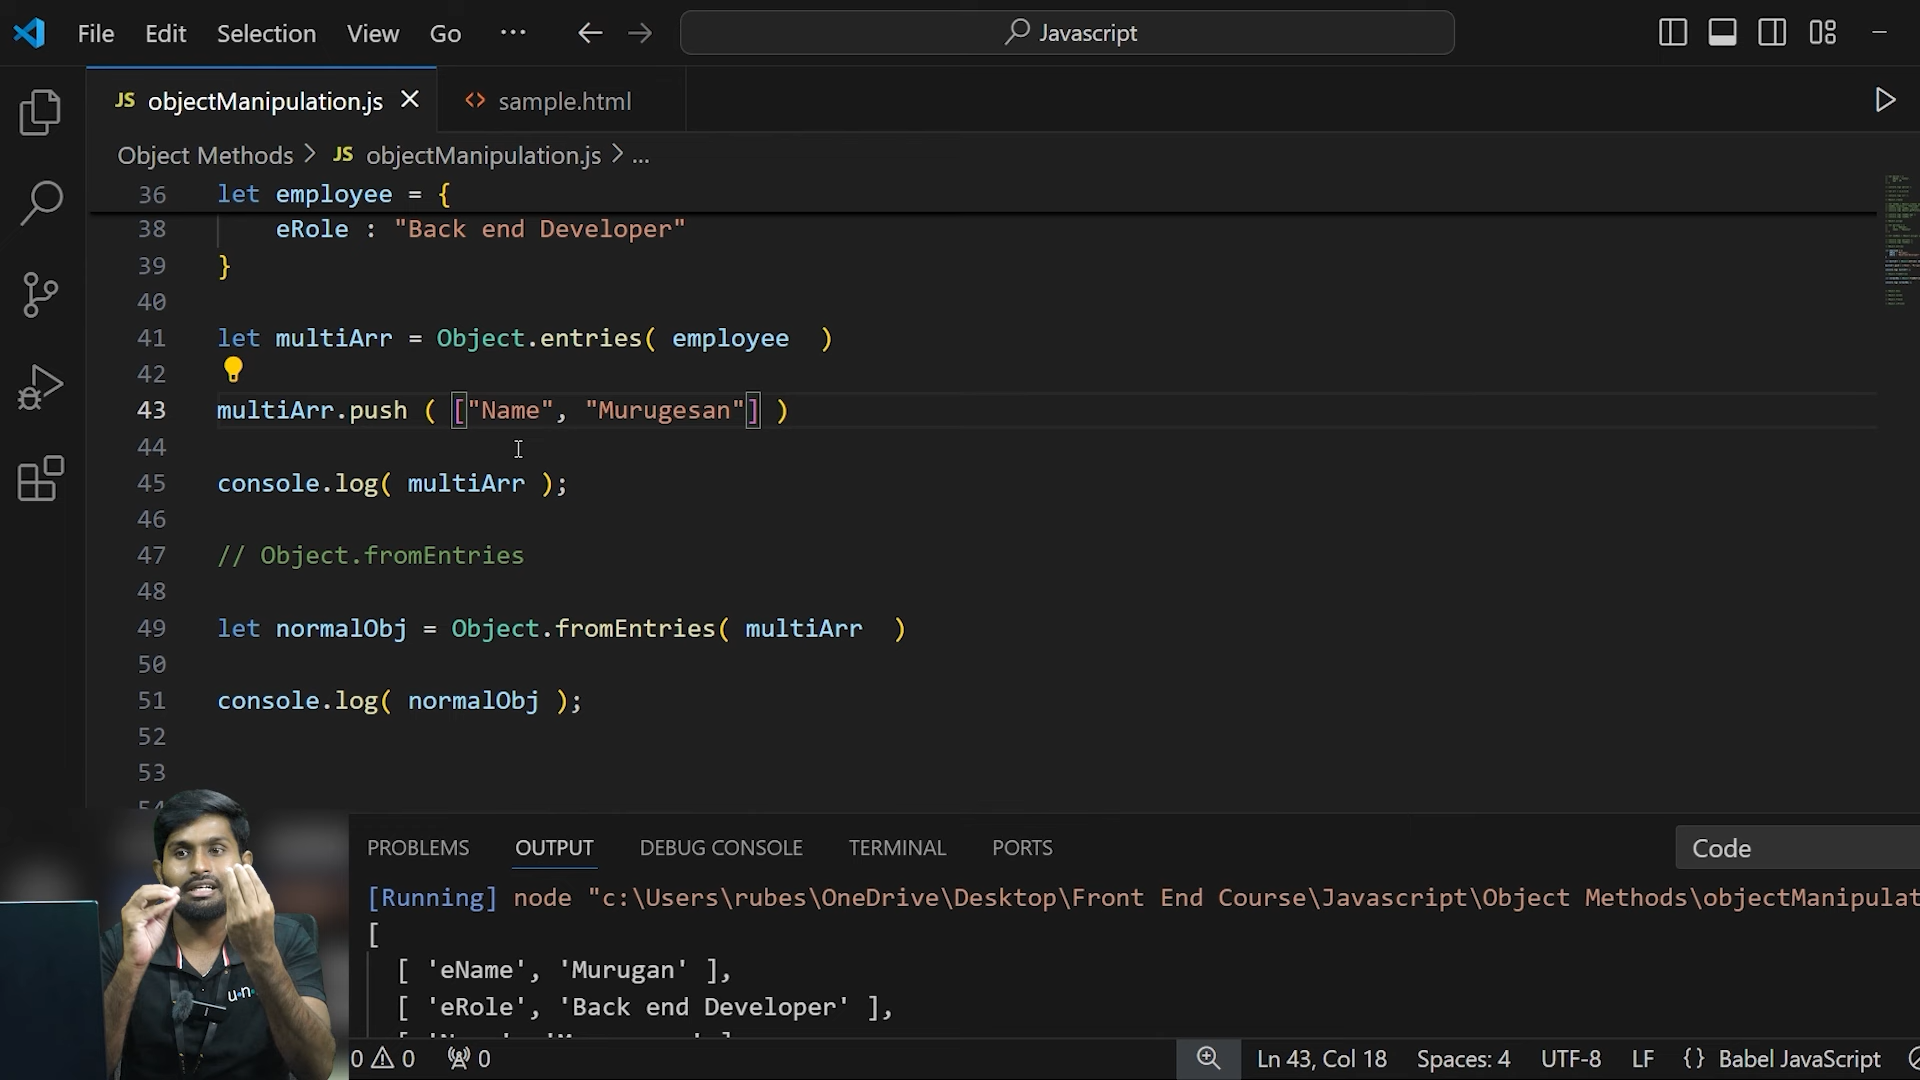 File Edit Selection View Go ··· Javascript
JS objectManipulation.js sample.html
Object Methods > JS objectManipulation.js > ...
36 let employee = {
38 eRole : "Back end Developer"
39 }
40
41 let multiArr = Object.entries( employee )
42
43 multiArr.push ( ["Name", "Murugesan"] )
44
45 console.log( multiArr );
46
47 // Object.fromEntries
48
49 let normalObj = Object.fromEntries( multiArr )
50
51 console.log( normalObj );
52
53
54
PROBLEMS OUTPUT DEBUG CONSOLE TERMINAL PORTS Code
[Running] node "c:\Users\rubes\OneDrive\Desktop\Front End Course\Javascript\Object Methods\objectManipulat
[
[ 'eName', 'Murugan' ],
[ 'eRole', 'Back end Developer' ],
0 0 0 Ln 43, Col 18 Spaces: 4 UTF-8 LF {} Babel JavaScript